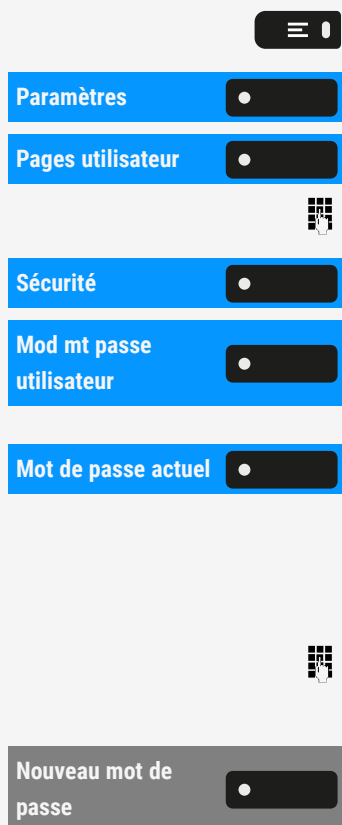 Paramètres
Pages utilisateur
Sécurité
Mod mt passe
utilisateur
Mot de passe actuel
Nouveau mot de
passe